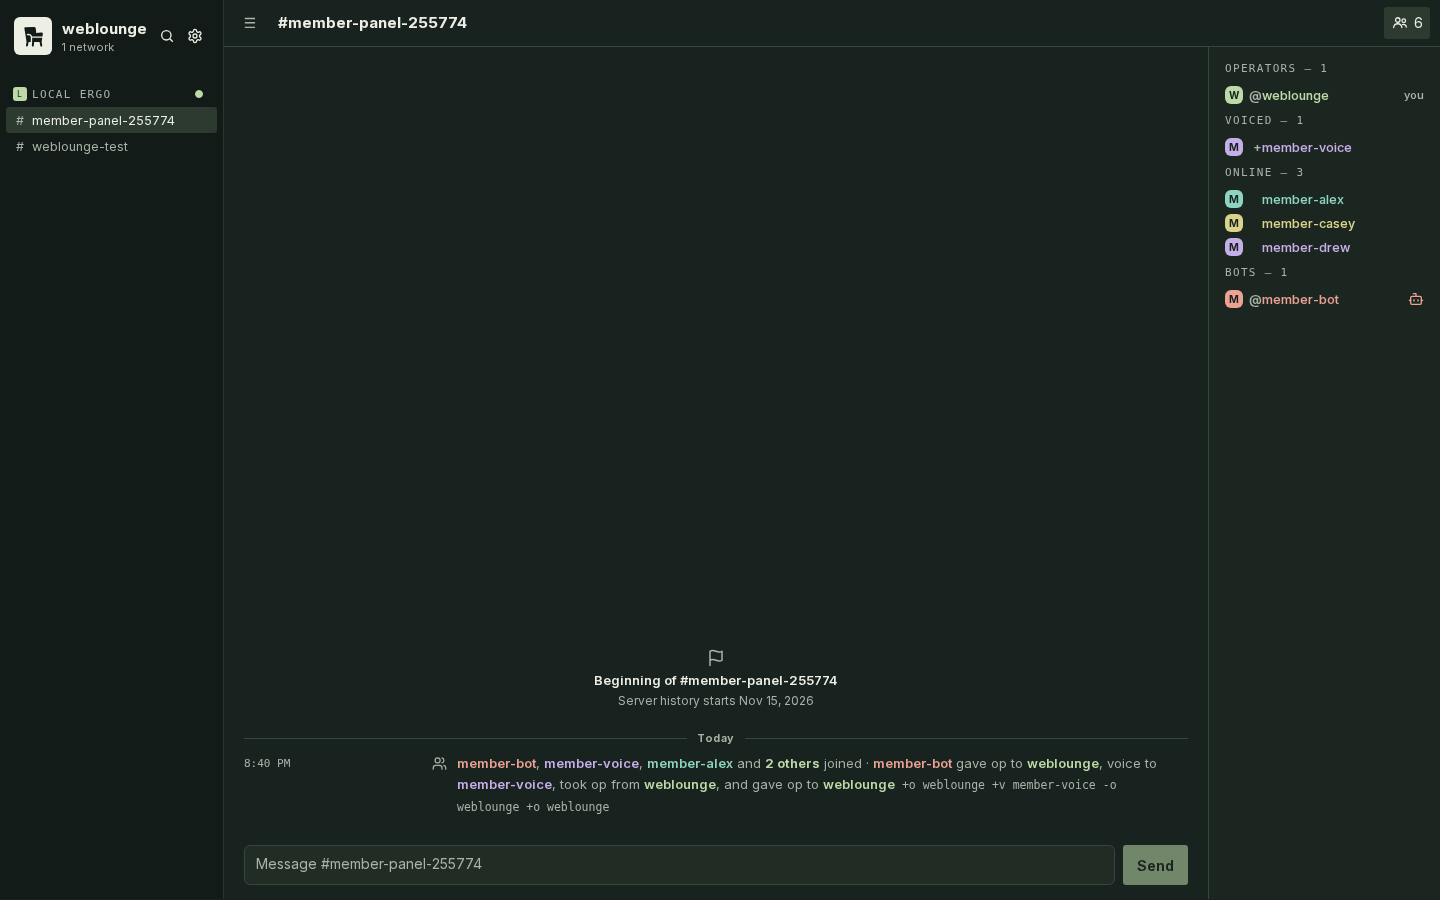 weblounge
1 network
L LOCAL ERGO
# member-panel-255774
# weblounge-test
#member-panel-255774
6
Beginning of #member-panel-255774
Server history starts Nov 15, 2026
Today
8:40 PM
member-bot, member-voice, member-alex and 2 others joined · member-bot gave op to weblounge, voice to
member-voice, took op from weblounge, and gave op to weblounge +o weblounge +v member-voice -o
weblounge +o weblounge
Message #member-panel-255774
Send
OPERATORS — 1
W @weblounge you
VOICED — 1
M +member-voice
ONLINE — 3
M member-alex
M member-casey
M member-drew
BOTS — 1
M @member-bot